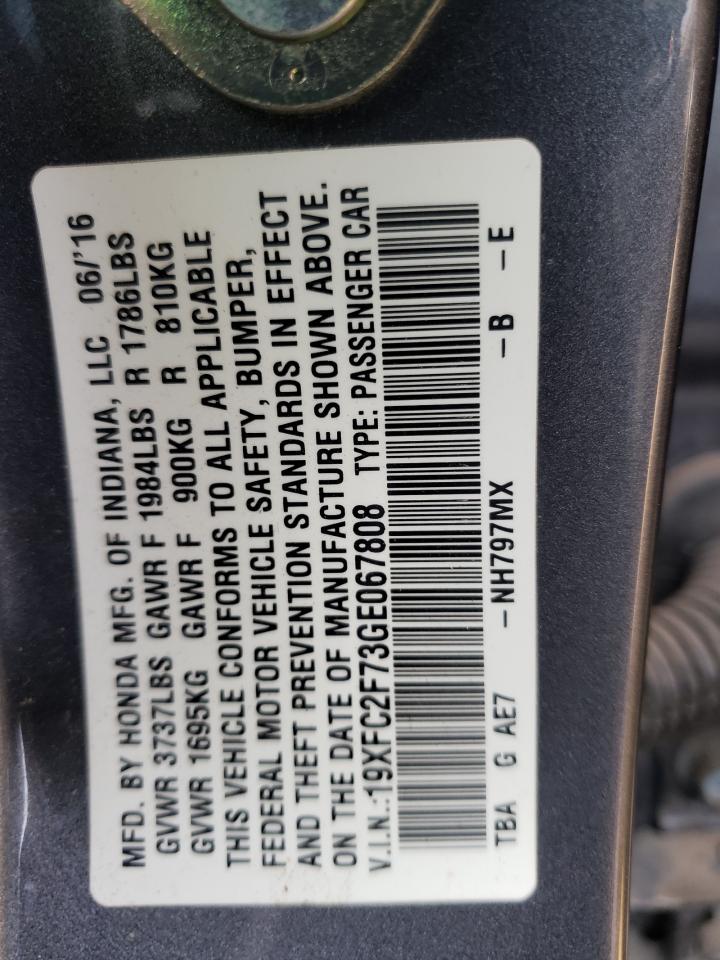 MFD. BY HONDA MFG. OF INDIANA, LLC 06/'16
GVWR 3737LBS GAWR F 1984LBS R 1786LBS
GVWR 1695KG GAWR F 900KG R 810KG
THIS VEHICLE CONFORMS TO ALL APPLICABLE
FEDERAL MOTOR VEHICLE SAFETY, BUMPER,
AND THEFT PREVENTION STANDARDS IN EFFECT
ON THE DATE OF MANUFACTURE SHOWN ABOVE.
V.I.N.:19XFC2F73GE067808 TYPE: PASSENGER CAR
TBA G AE7 -NH797MX -B -E